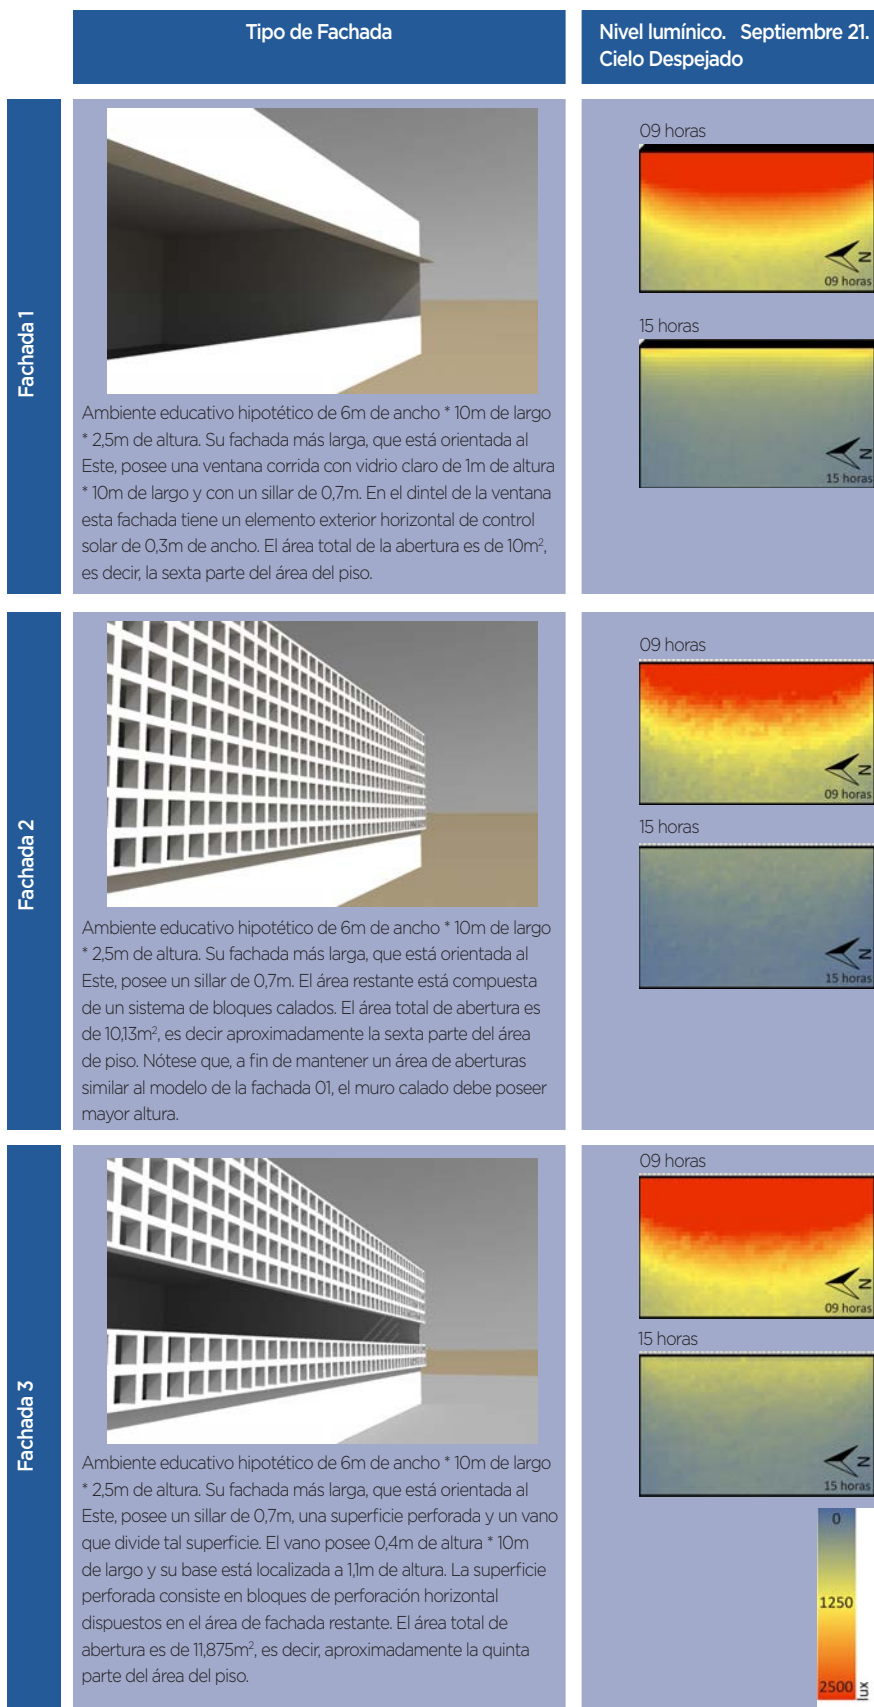 Tipo de Fachada
Nivel lumínico. Septiembre 21.
Cielo Despejado
Fachada 1
Ambiente educativo hipotético de 6m de ancho * 10m de largo
* 2,5m de altura. Su fachada más larga, que está orientada al
Este, posee una ventana corrida con vidrio claro de 1m de altura
* 10m de largo y con un sillar de 0,7m. En el dintel de la ventana
esta fachada tiene un elemento exterior horizontal de control
solar de 0,3m de ancho. El área total de la abertura es de 10m²,
es decir, la sexta parte del área del piso.
09 horas
N
09 horas
15 horas
N
15 horas
Fachada 2
Ambiente educativo hipotético de 6m de ancho * 10m de largo
* 2,5m de altura. Su fachada más larga, que está orientada al
Este, posee un sillar de 0,7m. El área restante está compuesta
de un sistema de bloques calados. El área total de abertura es
de 10,13m², es decir aproximadamente la sexta parte del área
de piso. Nótese que, a fin de mantener un área de aberturas
similar al modelo de la fachada 01, el muro calado debe poseer
mayor altura.
09 horas
N
09 horas
15 horas
N
15 horas
Fachada 3
Ambiente educativo hipotético de 6m de ancho * 10m de largo
* 2,5m de altura. Su fachada más larga, que está orientada al
Este, posee un sillar de 0,7m, una superficie perforada y un vano
que divide tal superficie. El vano posee 0,4m de altura * 10m
de largo y su base está localizada a 1,1m de altura. La superficie
perforada consiste en bloques de perforación horizontal
dispuestos en el área de fachada restante. El área total de
abertura es de 11,875m², es decir, aproximadamente la quinta
parte del área del piso.
09 horas
N
09 horas
15 horas
N
15 horas
0
1250
2500
lux